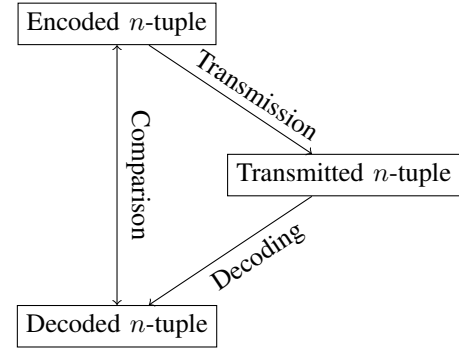 Encoded n-tuple
Transmission
Comparison
Transmitted n-tuple
Decoding
Decoded n-tuple